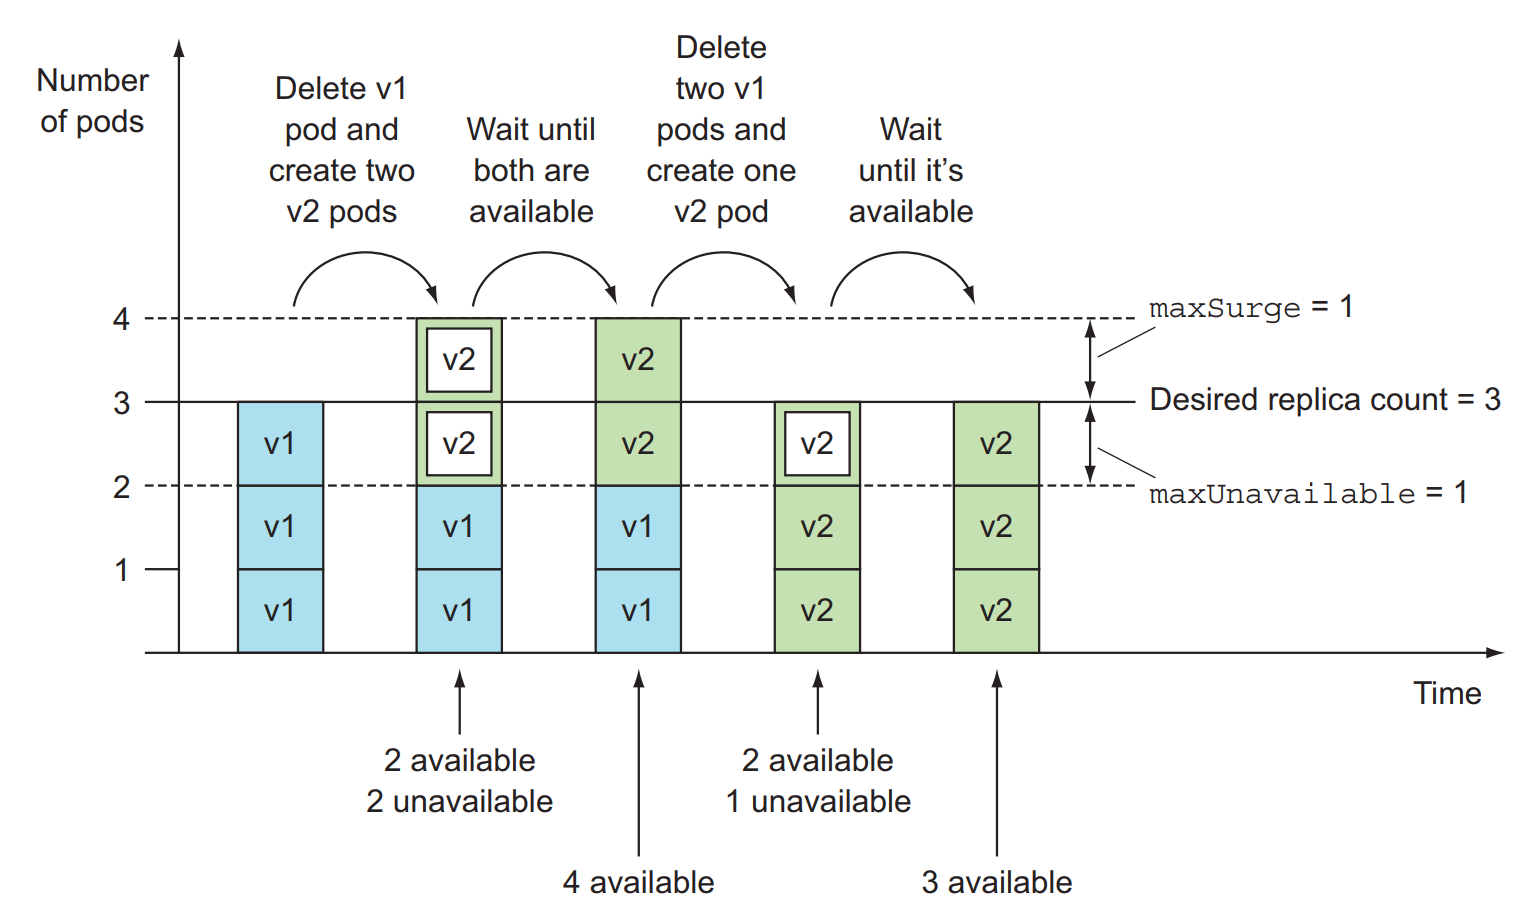 Number
of pods
Delete v1
pod and
create two
v2 pods
Wait until
both are
available
Delete
two v1
pods and
create one
v2 pod
Wait
until it’s
available
4
3
2
1
v1
v1
v1
v2
v2
v1
v1
v2
v2
v1
v1
v2
v2
v2
v2
v2
v2
maxSurge = 1
Desired replica count = 3
maxUnavailable = 1
Time
2 available
2 unavailable
4 available
2 available
1 unavailable
3 available